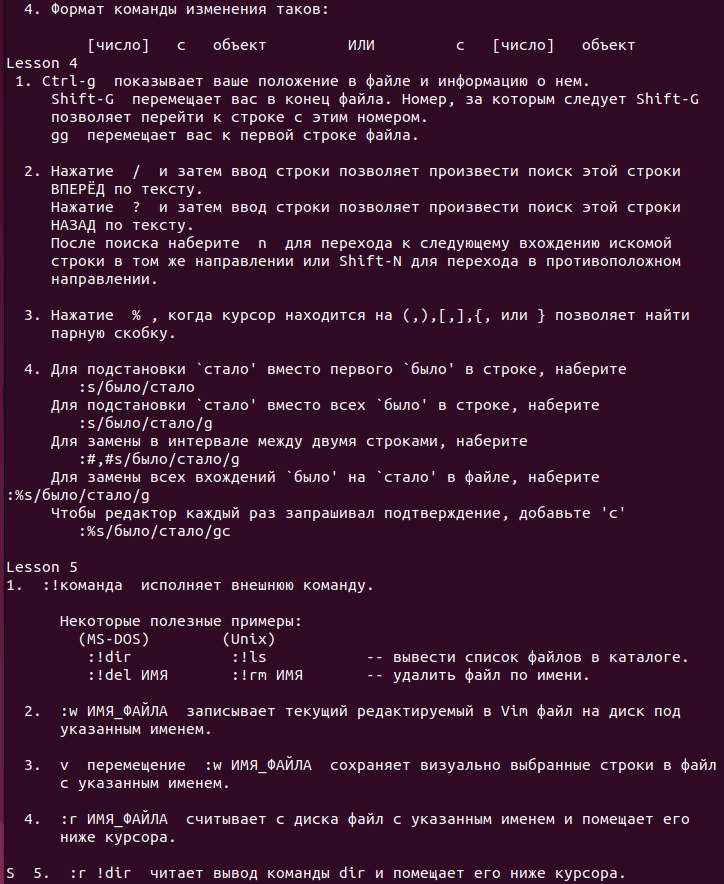 4. Формат команды изменения таков:
[число]   c   объект         ИЛИ         c   [число]   объект
Lesson 4
1. Ctrl-g  показывает ваше положение в файле и информацию о нем.
Shift-G  перемещает вас в конец файла. Номер, за которым следует Shift-G
позволяет перейти к строке с этим номером.
gg  перемещает вас к первой строке файла.
2. Нажатие  /  и затем ввод строки позволяет произвести поиск этой строки
ВПЕРЁД по тексту.
Нажатие  ?  и затем ввод строки позволяет произвести поиск этой строки
НАЗАД по тексту.
После поиска наберите  n  для перехода к следующему вхождению искомой
строки в том же направлении или Shift-N для перехода в противоположном
направлении.
3. Нажатие  % , когда курсор находится на (,),[,],{, или } позволяет найти
парную скобку.
4. Для подстановки `стало' вместо первого `было' в строке, наберите
:s/было/стало
Для подстановки `стало' вместо всех `было' в строке, наберите
:s/было/стало/g
Для замены в интервале между двумя строками, наберите
:#,#s/было/стало/g
Для замены всех вхождений `было' на `стало' в файле, наберите
:%s/было/стало/g
Чтобы редактор каждый раз запрашивал подтверждение, добавьте 'c'
:%s/было/стало/gc
Lesson 5
1.  :!команда  исполняет внешнюю команду.
Некоторые полезные примеры:
(MS-DOS)        (Unix)
:!dir           :!ls           -- вывести список файлов в каталоге.
:!del ИМЯ       :!rm ИМЯ       -- удалить файл по имени.
2.  :w ИМЯ_ФАЙЛА  записывает текущий редактируемый в Vim файл на диск под
указанным именем.
3.  v  перемещение  :w ИМЯ_ФАЙЛА  сохраняет визуально выбранные строки в файл
с указанным именем.
4.  :r ИМЯ_ФАЙЛА  считывает с диска файл с указанным именем и помещает его
ниже курсора.
S  5.  :r !dir  читает вывод команды dir и помещает его ниже курсора.